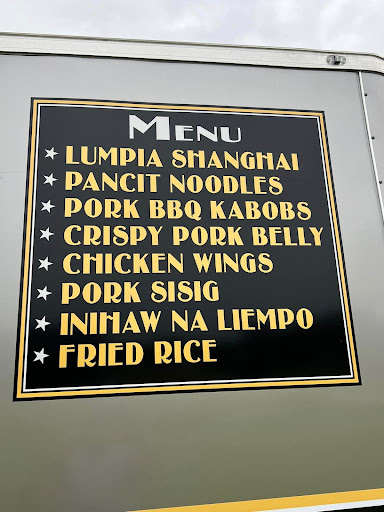 MENU
★ LUMPIA SHANGHAI
★ PANCIT NOODLES
★ PORK BBQ KABOBS
★ CRISPY PORK BELLY
★ CHICKEN WINGS
★ PORK SISIG
★ INIHAW NA LIEMPO
★ FRIED RICE